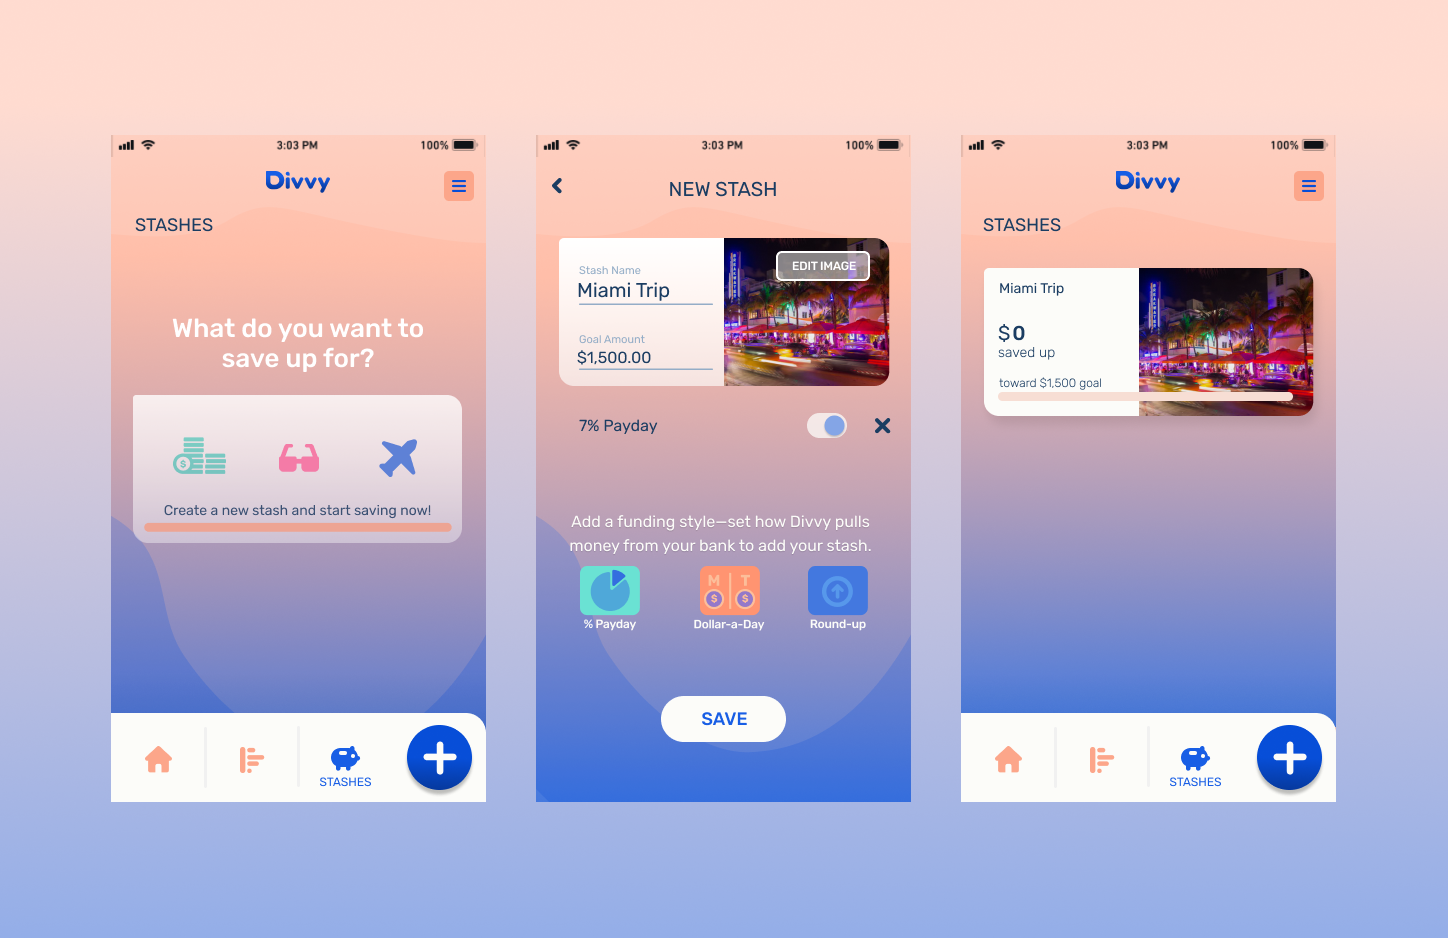 3:03 PM
100%
Divvy
STASHES
What do you want to
save up for?
$
Create a new stash and start saving now!
STASHES
3:03 PM
100%
NEW STASH
Stash Name
Miami Trip
Goal Amount
$1,500.00
EDIT IMAGE
7% Payday
Add a funding style—set how Divvy pulls
money from your bank to add your stash.
M T
$ $
% Payday
Dollar-a-Day
Round-up
SAVE
3:03 PM
100%
Divvy
STASHES
Miami Trip
$0
saved up
toward $1,500 goal
STASHES